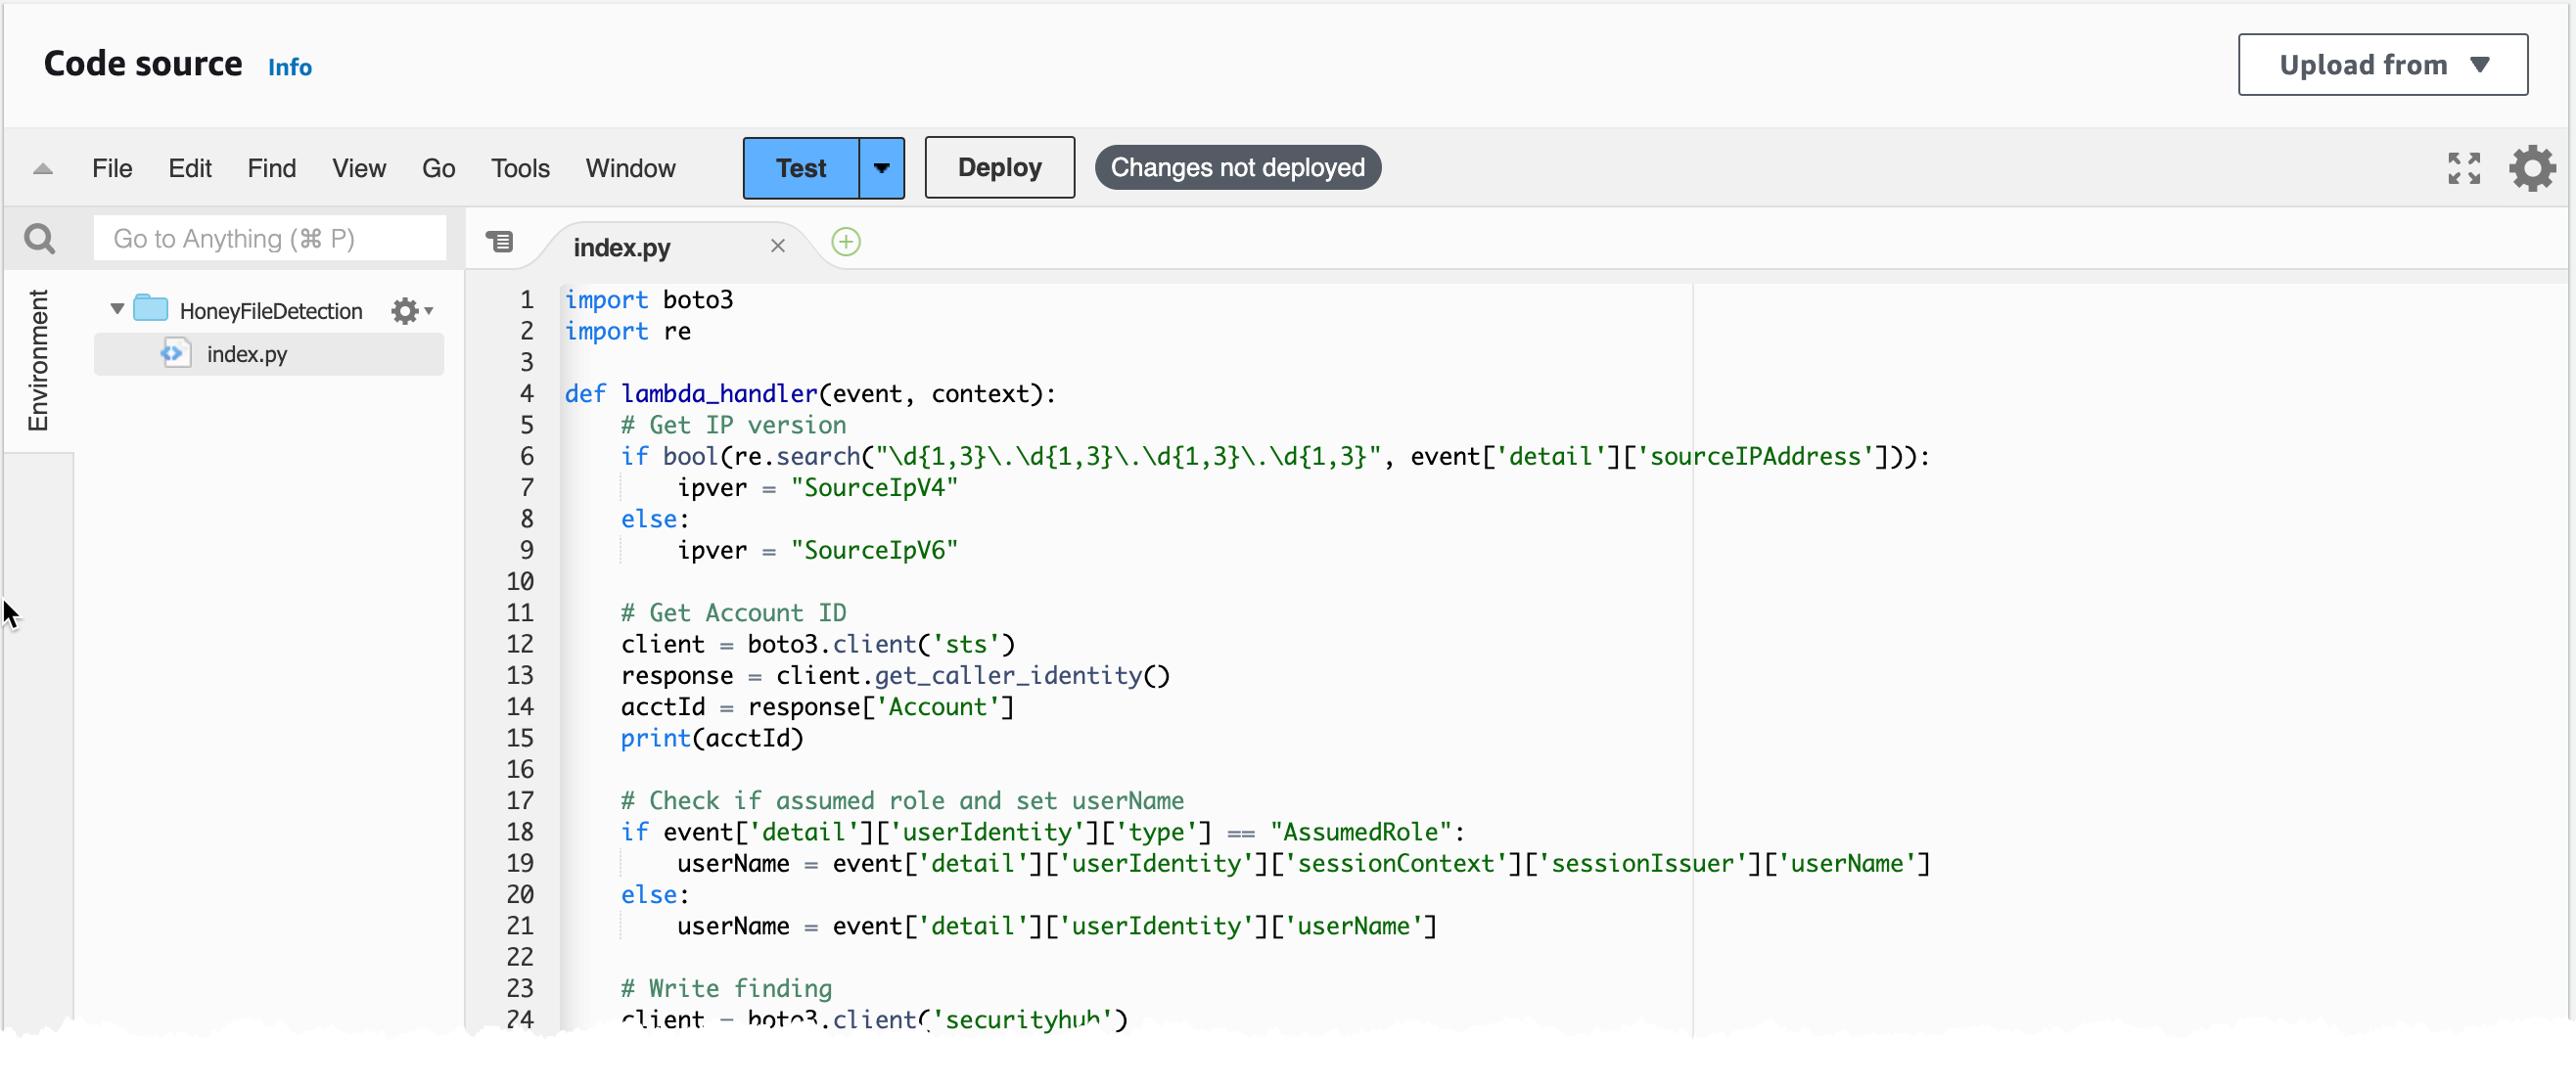 Code source Info
Upload from
File Edit Find View Go Tools Window Test Deploy Changes not deployed
Go to Anything (⌘ P)
index.py
Environment
HoneyFileDetection
index.py
1 import boto3
2 import re
3
4 def lambda_handler(event, context):
5     # Get IP version
6     if bool(re.search("\d{1,3}\.\d{1,3}\.\d{1,3}\.\d{1,3}", event['detail']['sourceIPAddress'])):
7         ipver = "SourceIpV4"
8     else:
9         ipver = "SourceIpV6"
10
11     # Get Account ID
12     client = boto3.client('sts')
13     response = client.get_caller_identity()
14     acctId = response['Account']
15     print(acctId)
16
17     # Check if assumed role and set userName
18     if event['detail']['userIdentity']['type'] == "AssumedRole":
19         userName = event['detail']['userIdentity']['sessionContext']['sessionIssuer']['userName']
20     else:
21         userName = event['detail']['userIdentity']['userName']
22
23     # Write finding
24     client = boto3.client('securityhub')